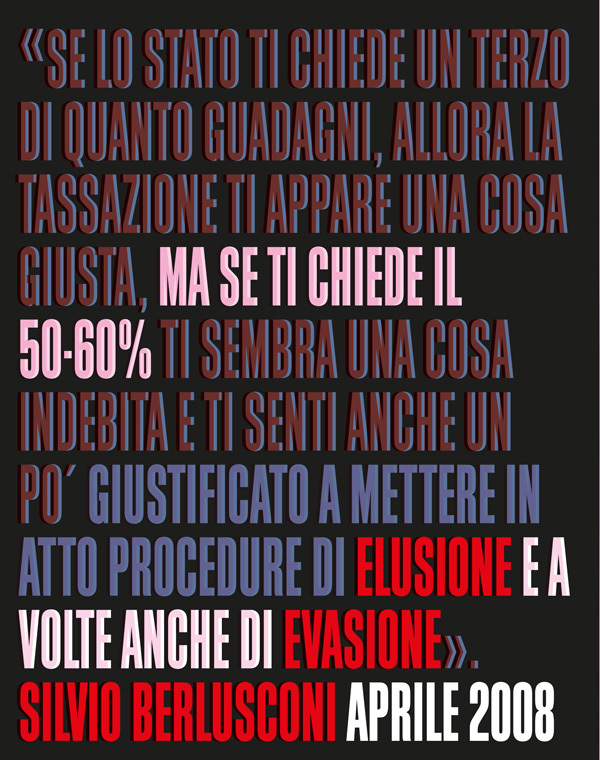 «SE LO STATO TI CHIEDE UN TERZO
DI QUANTO GUADAGNI, ALLORA LA
TASSAZIONE TI APPARE UNA COSA
GIUSTA, MA SE TI CHIEDE IL
50-60% TI SEMBRA UNA COSA
INDEBITA E TI SENTI ANCHE UN
PO´ GIUSTIFICATO A METTERE IN
ATTO PROCEDURE DI ELUSIONE E A
VOLTE ANCHE DI EVASIONE».
SILVIO BERLUSCONI APRILE 2008